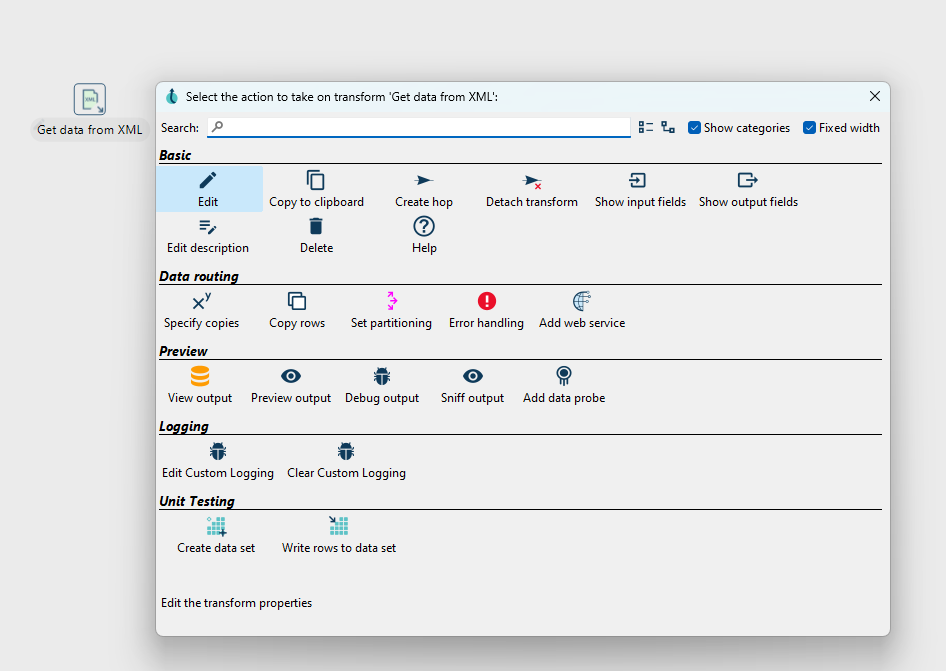 Get data from XML
Select the action to take on transform 'Get data from XML':
Search:
Show categories
Fixed width
Basic
Edit
Copy to clipboard
Create hop
Detach transform
Show input fields
Show output fields
Edit description
Delete
Help
Data routing
Specify copies
Copy rows
Set partitioning
Error handling
Add web service
Preview
View output
Preview output
Debug output
Sniff output
Add data probe
Logging
Edit Custom Logging
Clear Custom Logging
Unit Testing
Create data set
Write rows to data set
Edit the transform properties